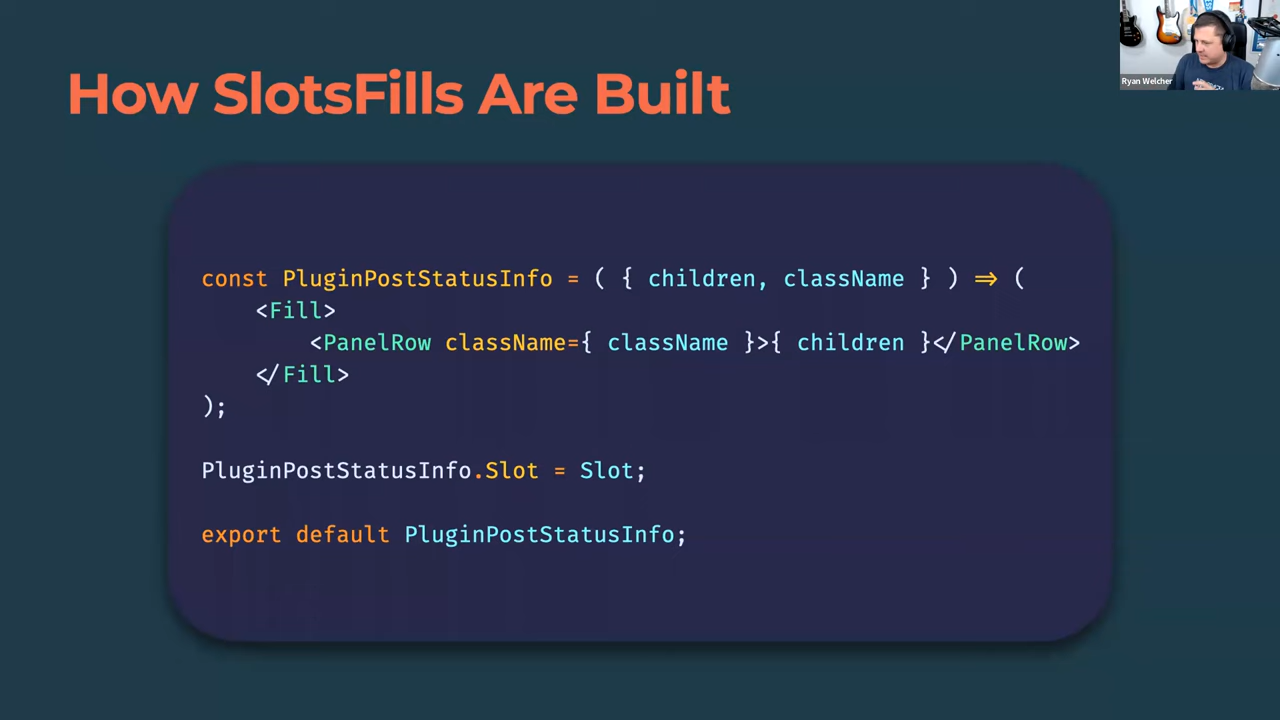 How SlotsFills Are Built
Ryan Welcher
const PluginPostStatusInfo = ( { children, className } ) => (
<Fill>
<PanelRow className={ className }>{ children }</PanelRow>
</Fill>
);
PluginPostStatusInfo.Slot = Slot;
export default PluginPostStatusInfo;